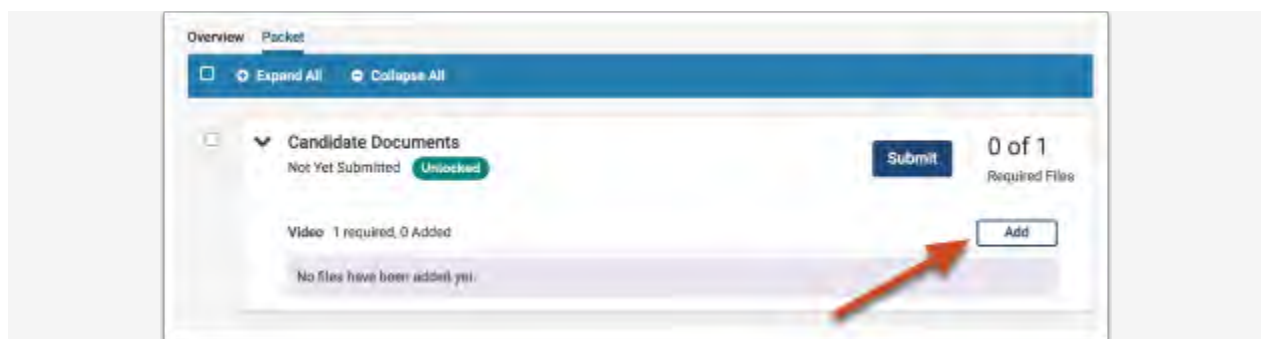 Overview Packet
Expand All Collapse All
Candidate Documents
Not Yet Submitted Unlocked
Submit
0 of 1
Required Files
Video 1 required, 0 Added
Add
No files have been added yet.